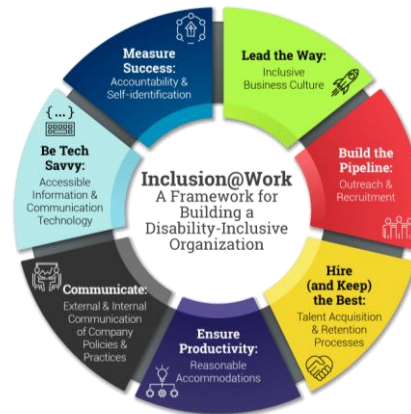 Inclusion@Work
A Framework for
Building a
Disability-Inclusive
Organization
Lead the Way:
Inclusive
Business Culture
Build the
Pipeline:
Outreach &
Recruitment
Hire
(and Keep)
the Best:
Talent Acquisition
& Retention
Processes
Ensure
Productivity:
Reasonable
Accommodations
Communicate:
External & Internal
Communication
of Company
Policies &
Practices
{...}
Be Tech
Savvy:
Accessible
Information &
Communication
Technology
Measure
Success:
Accountability &
Self-identification